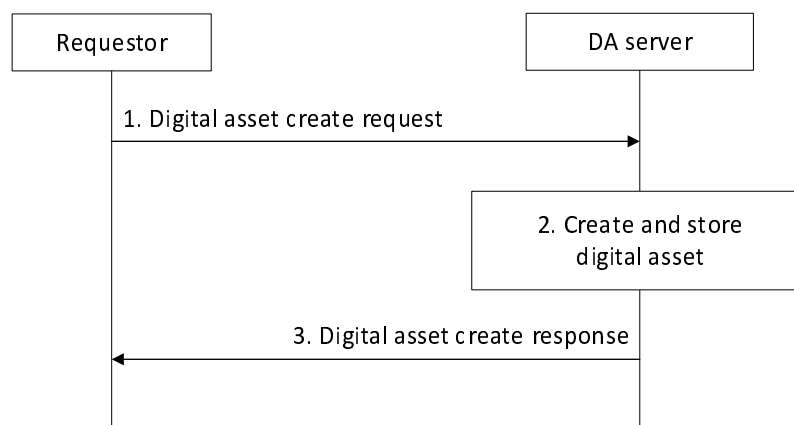 Requestor
DA server
1. Digital asset create request
2. Create and store
digital asset
3. Digital asset create response